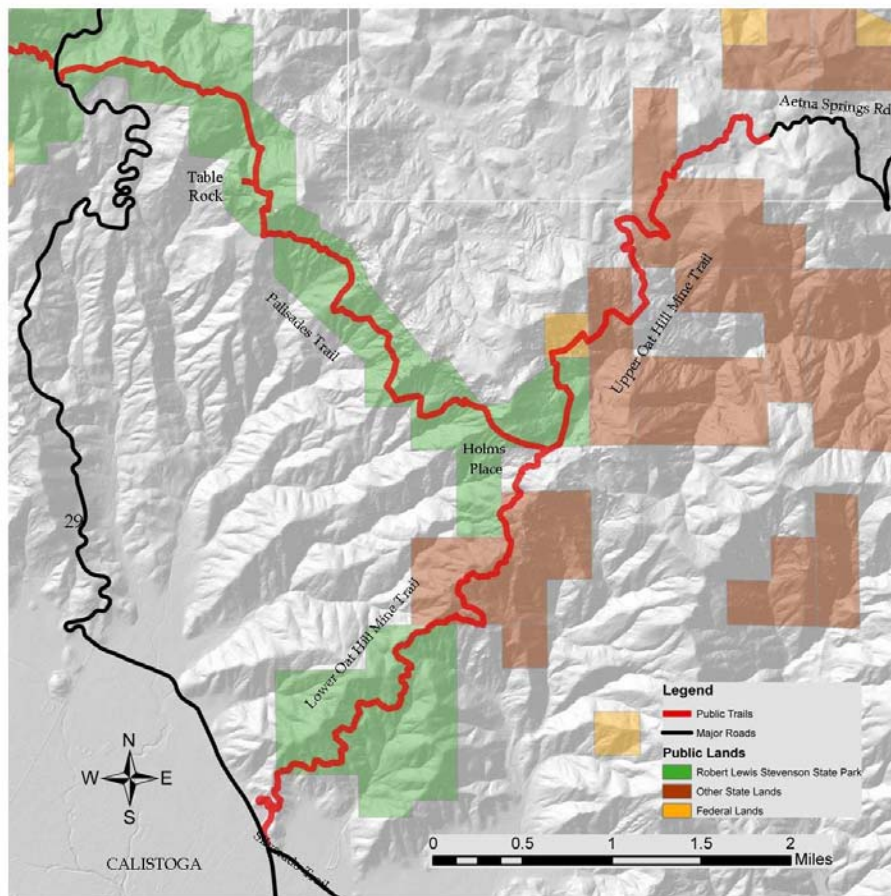 Aetna Springs Rd
Table
Rock
Palisades Trail
Upper Oat Hill Mine Trail
Holms
Place
29
Lower Oat Hill Mine Trail
Legend
Public Trails
Major Roads
Public Lands
Robert Lewis Stevenson State Park
Other State Lands
Federal Lands
N
W
E
S
CALISTOGA
Silverado Trail
0
0.5
1
1.5
2
Miles